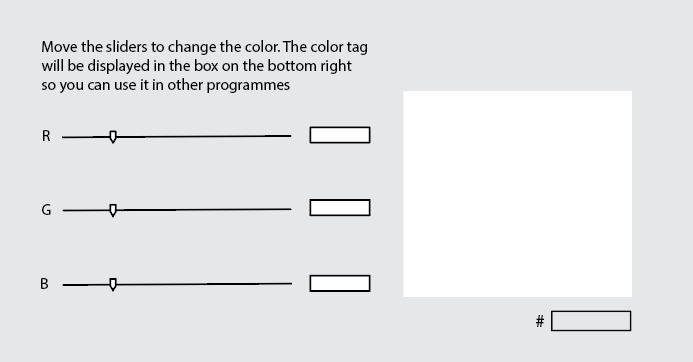 Move the sliders to change the color. The color tag
will be displayed in the box on the bottom right
so you can use it in other programmes
R
G
B
#